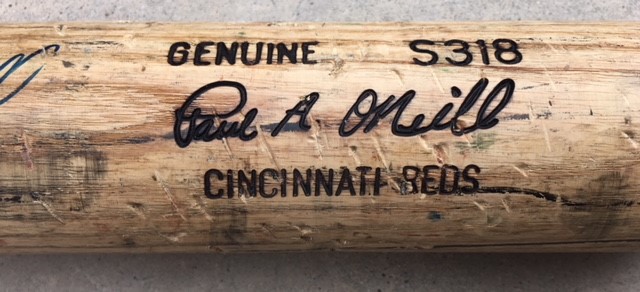 GENUINE S318
Paul A O'Neill
CINCINNATI REDS